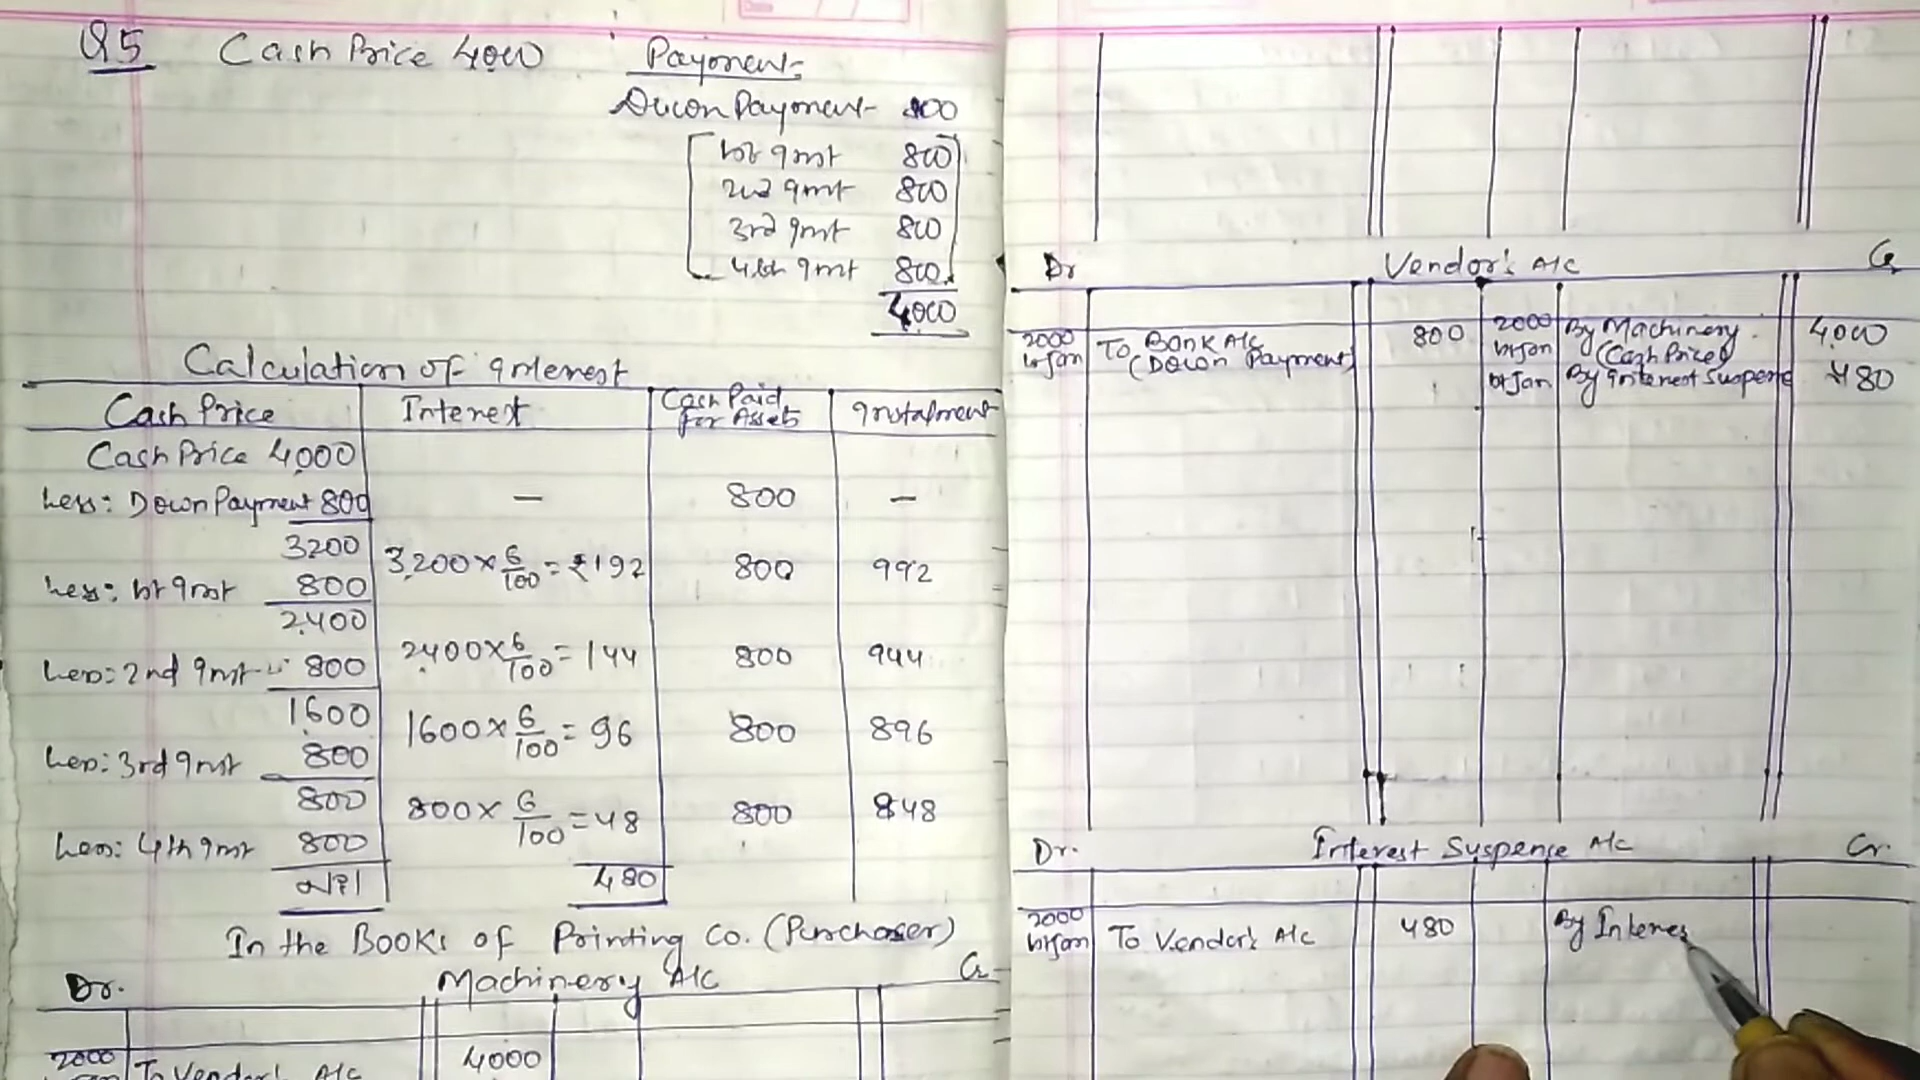 Q5 Cash Price 4000
Payment
Down Payment 800
1st Inst 800
2nd Inst 800
3rd Inst 800
4th Inst 800
4000
Calculation of Interest
Cash Price Interest Cash Paid for Assets Instalment
Cash Price 4000
Less: Down Payment 800 — 800 —
3200 3,200 × 6/100 = ₹192 800 992
Less: 1st Inst 800
2400 2400 × 6/100 = 144 800 944
Less: 2nd Inst 800
1600 1600 × 6/100 = 96 800 896
Less: 3rd Inst 800
800 800 × 6/100 = 48 800 848
Less: 4th Inst 800
Nil 480
In the Books of Printing Co. (Purchaser)
Dr. Machinery A/c Cr
2000 To Vendor's A/c 4000
Dr Vendor's A/c Cr
2000 1st Jan To Bank A/c (Down Payment) 800 2000 1st Jan By Machinery (Cash Price) 4000
1st Jan By Interest Suspense 480
Dr. Interest Suspense A/c Cr.
2000 1st Jan To Vendor's A/c 480 By Interes